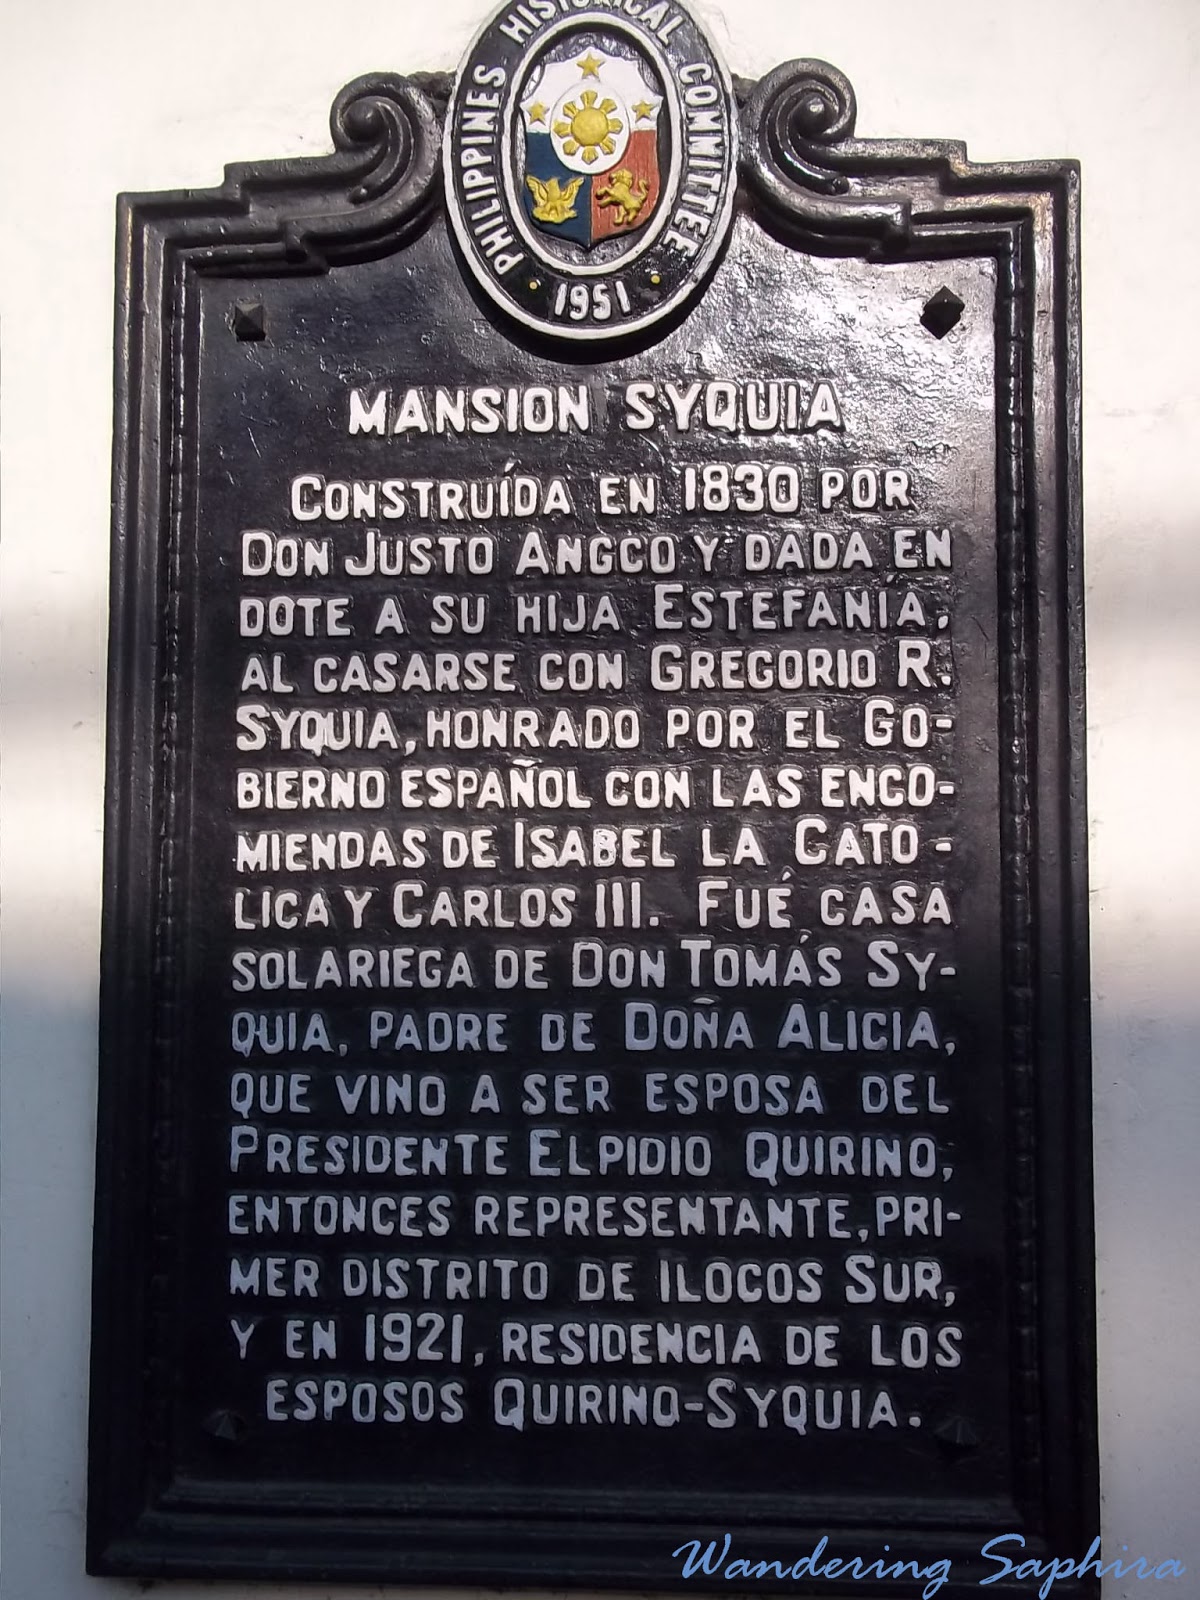 PHILIPPINES HISTORICAL COMMITTEE
· 1951 ·
MANSION SYQUIA
CONSTRUÍDA EN 1830 POR
DON JUSTO ANGCO Y DADA EN
DOTE A SU HIJA ESTEFANÍA,
AL CASARSE CON GREGORIO R.
SYQUIA, HONRADO POR EL GO-
BIERNO ESPAÑOL CON LAS ENCO-
MIENDAS DE ISABEL LA CATO-
LICA Y CARLOS III. FUÉ CASA
SOLARIEGA DE DON TOMÁS SY-
QUIA, PADRE DE DOÑA ALICIA,
QUE VINO A SER ESPOSA DEL
PRESIDENTE ELPIDIO QUIRINO,
ENTONCES REPRESENTANTE, PRI-
MER DISTRITO DE ILOCOS SUR,
Y EN 1921, RESIDENCIA DE LOS
ESPOSOS QUIRINO-SYQUIA.
Wandering Saphira